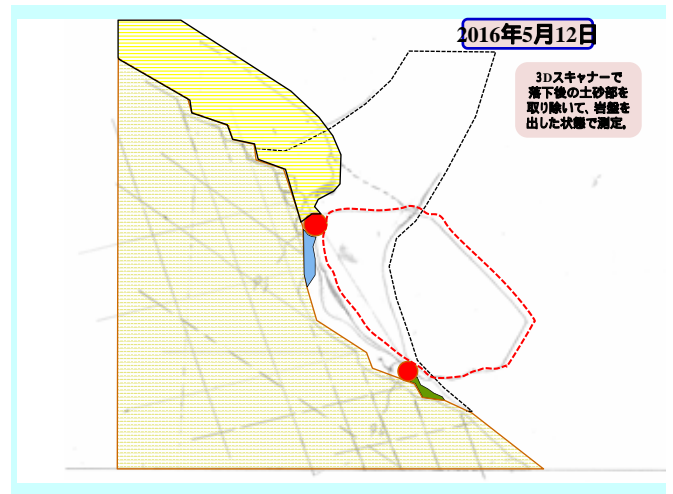 2016年5月12日
3Dスキャナーで
落下後の土砂部を
取り除いて、岩盤を
出した状態で測定。